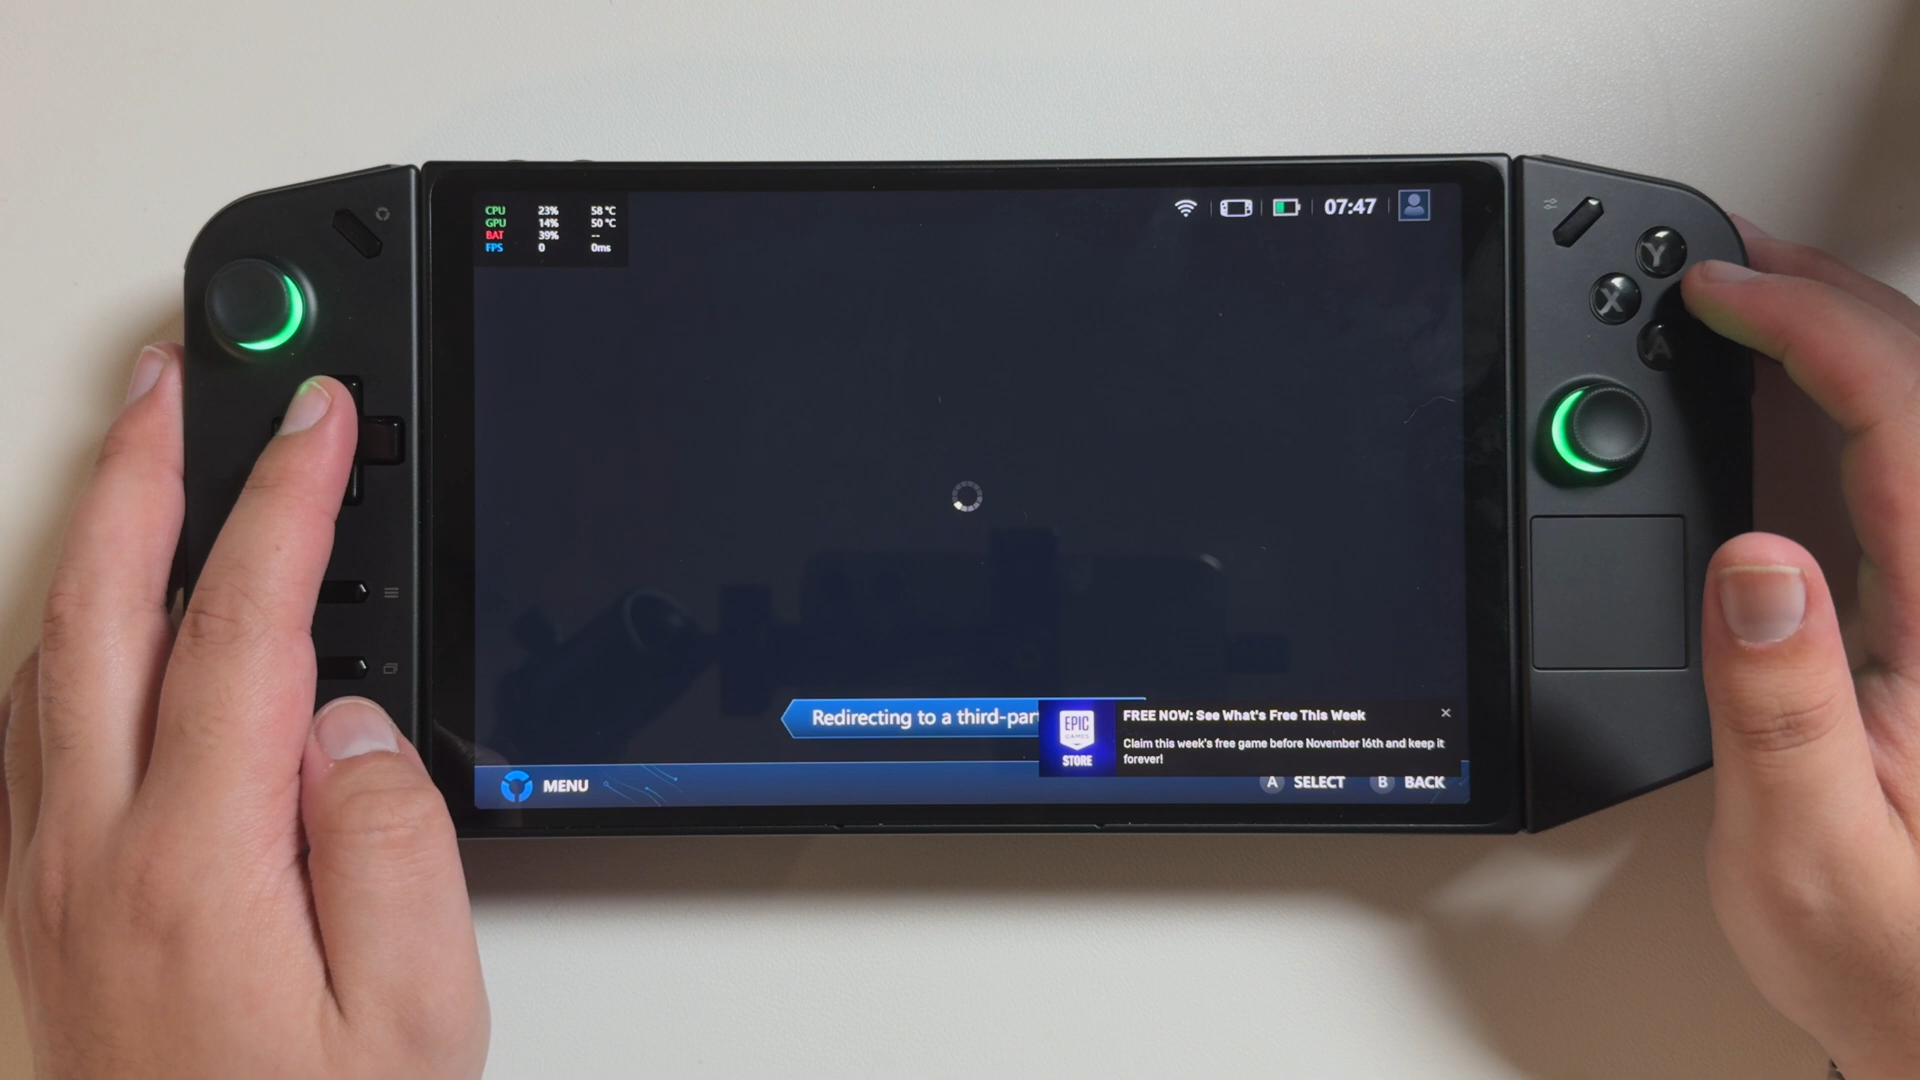 CPU 23% 58 °C
GPU 14% 50 °C
BAT 39% --
FPS 0 0ms
07:47
Y
X
A
Redirecting to a third-par
EPIC
GAMES
STORE
FREE NOW: See What's Free This Week
Claim this week's free game before November 16th and keep it
forever!
MENU
A SELECT B BACK